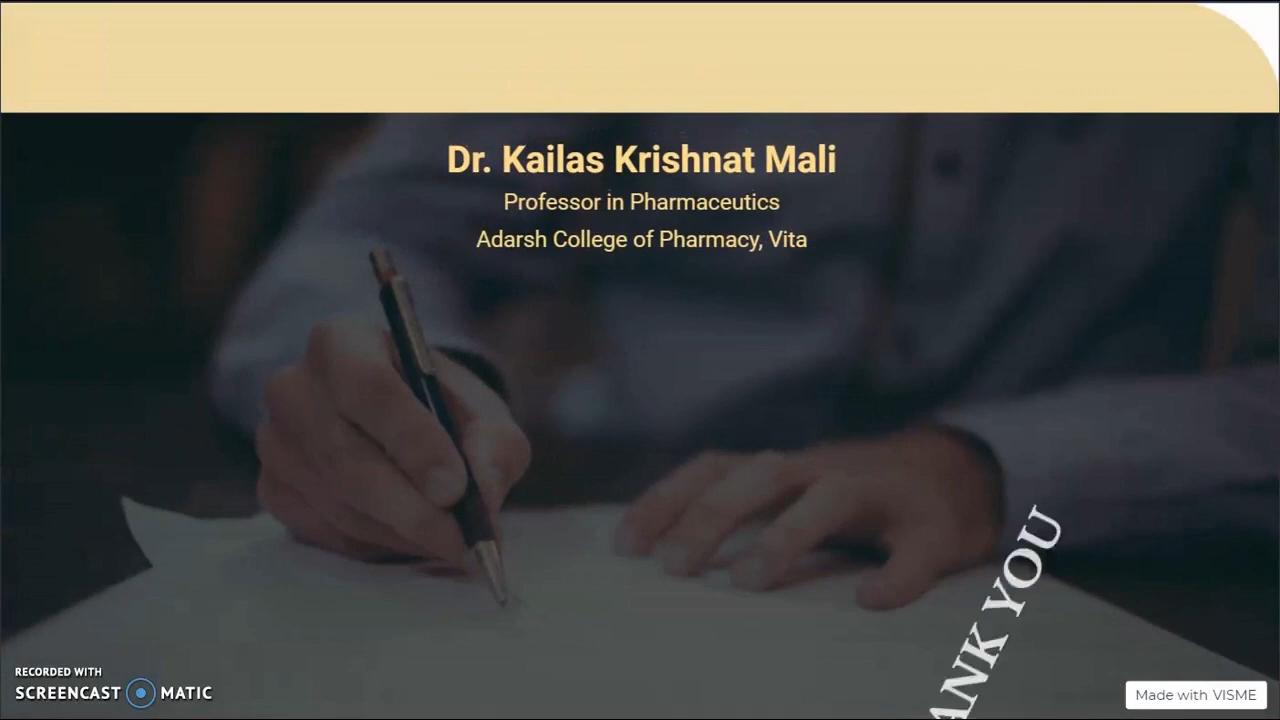 Dr. Kailas Krishnat Mali
Professor in Pharmaceutics
Adarsh College of Pharmacy, Vita
ANK YOU
RECORDED WITH
SCREENCAST MATIC
Made with VISME